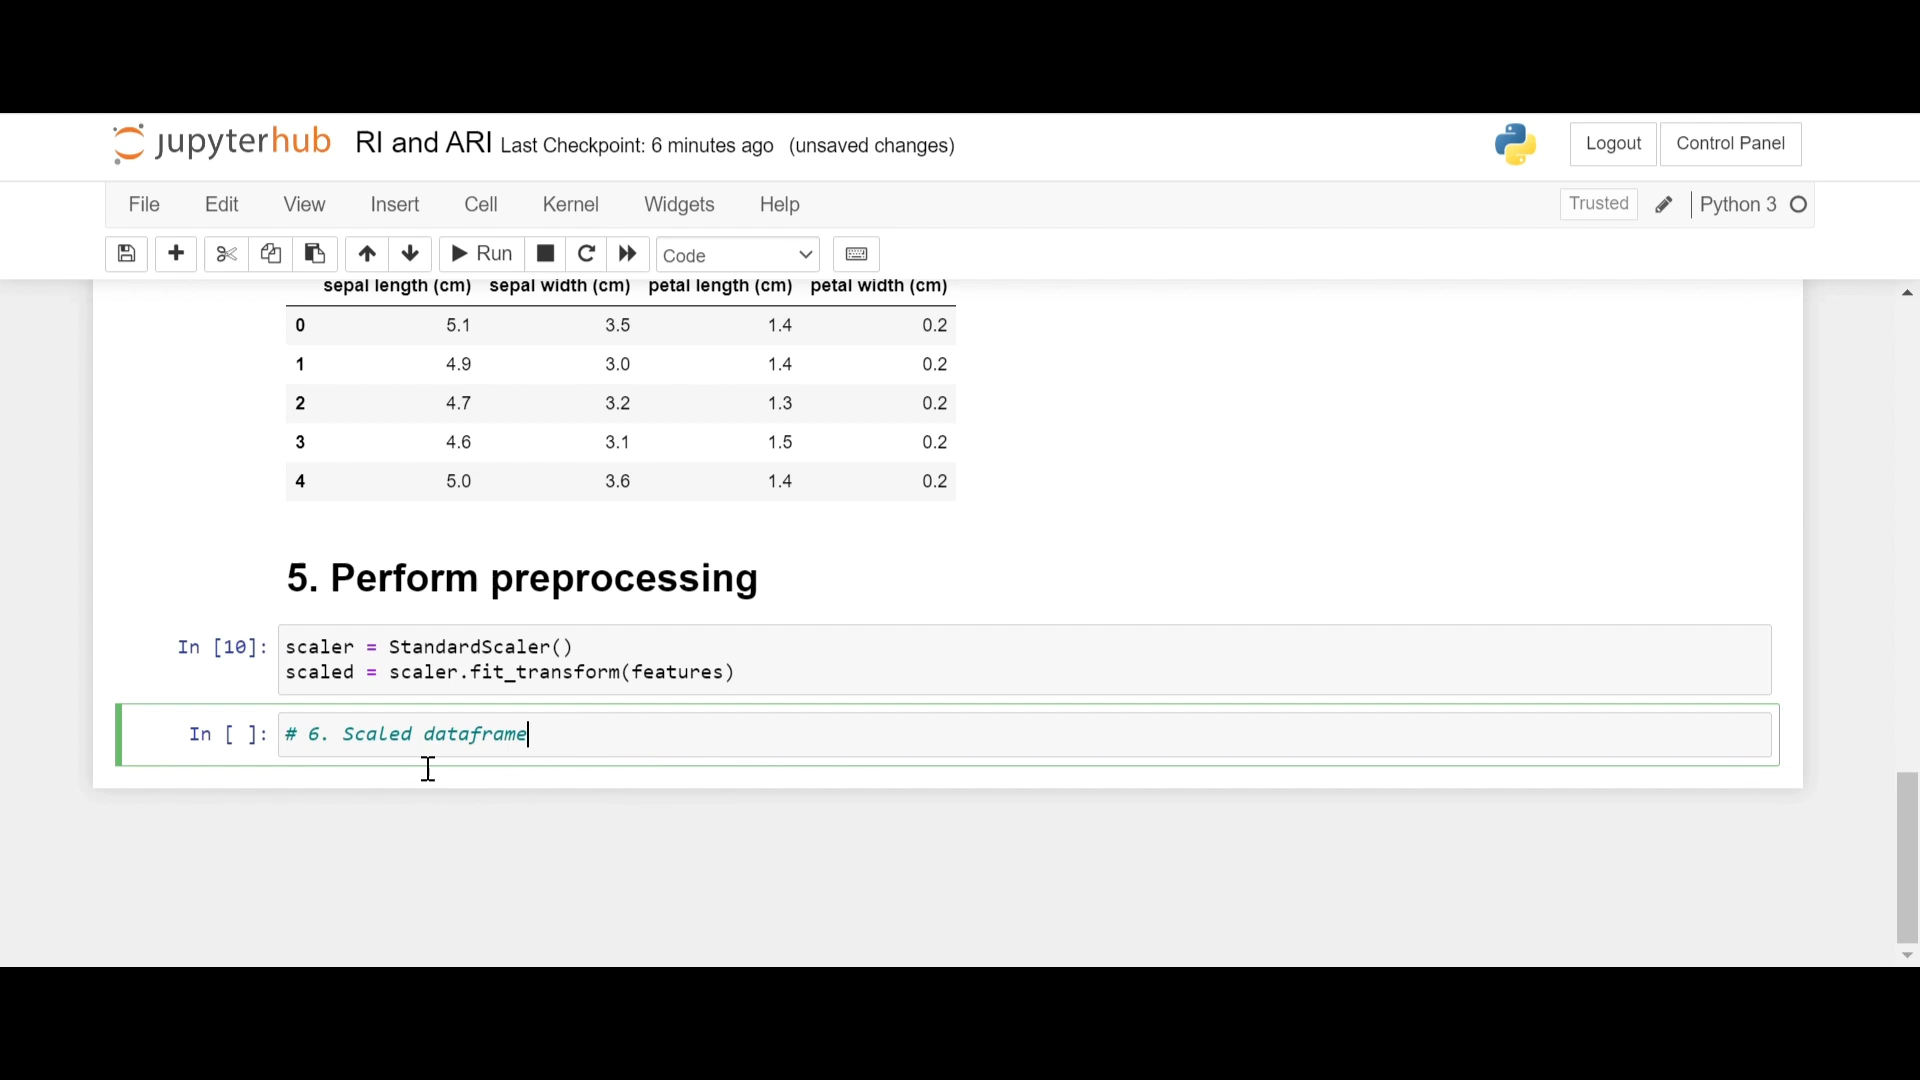 jupyterhub RI and ARI Last Checkpoint: 6 minutes ago (unsaved changes) Logout Control Panel
File Edit View Insert Cell Kernel Widgets Help Trusted Python 3
Run Code
sepal length (cm) sepal width (cm) petal length (cm) petal width (cm)
0 5.1 3.5 1.4 0.2
1 4.9 3.0 1.4 0.2
2 4.7 3.2 1.3 0.2
3 4.6 3.1 1.5 0.2
4 5.0 3.6 1.4 0.2
5. Perform preprocessing
In [10]: scaler = StandardScaler()
scaled = scaler.fit_transform(features)
In [ ]: # 6. Scaled dataframe